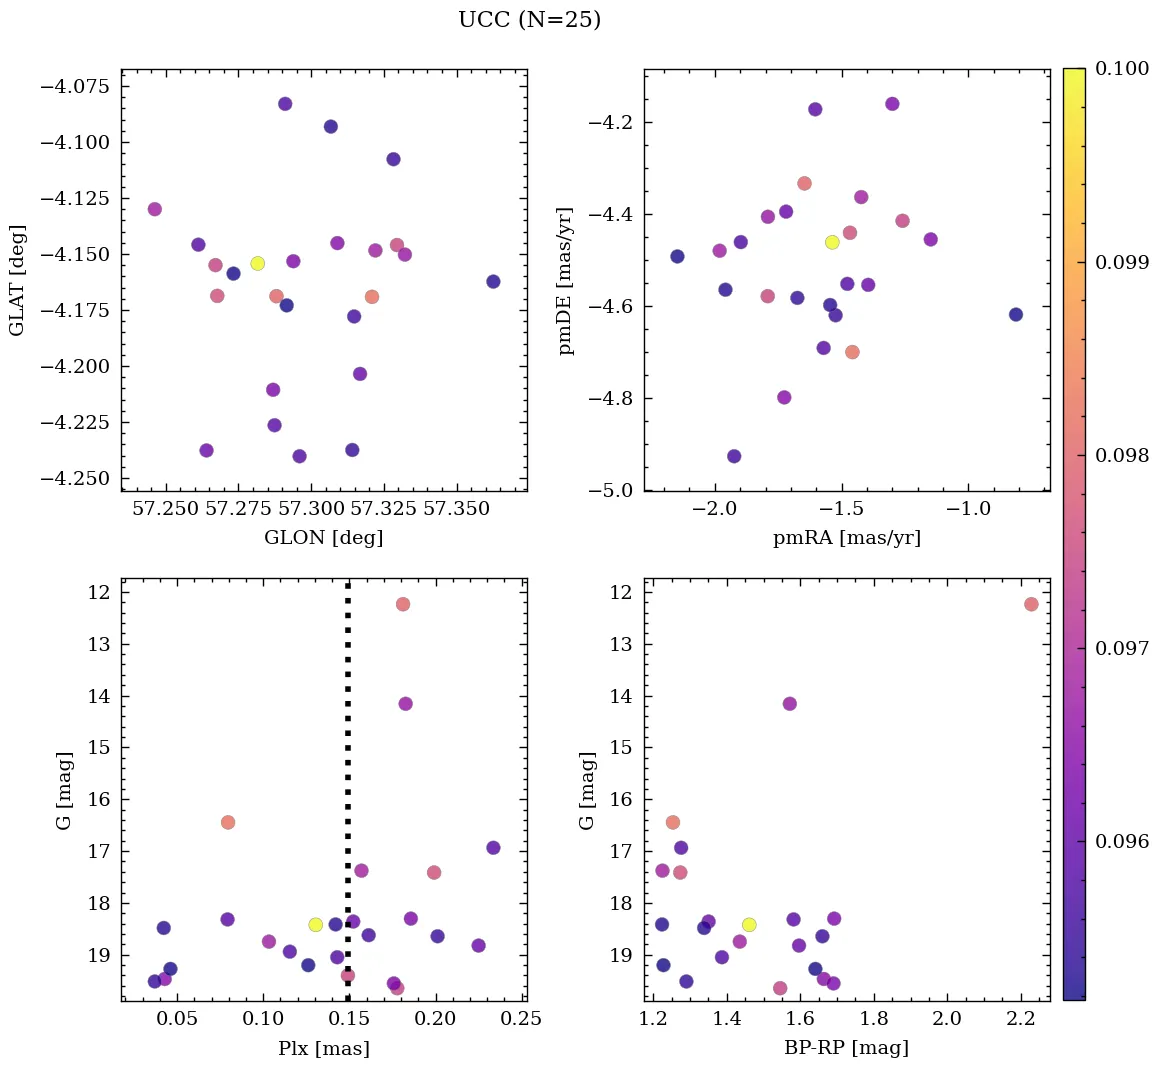 UCC (N=25)
−4.075
−4.100
−4.125
−4.150
−4.175
−4.200
−4.225
−4.250
GLAT [deg]
57.250 57.275 57.300 57.325 57.350
GLON [deg]
−4.2
−4.4
−4.6
−4.8
−5.0
pmDE [mas/yr]
−2.0 −1.5 −1.0
pmRA [mas/yr]
12
13
14
15
16
17
18
19
G [mag]
0.05 0.10 0.15 0.20 0.25
Plx [mas]
12
13
14
15
16
17
18
19
G [mag]
1.2 1.4 1.6 1.8 2.0 2.2
BP-RP [mag]
0.100
0.099
0.098
0.097
0.096